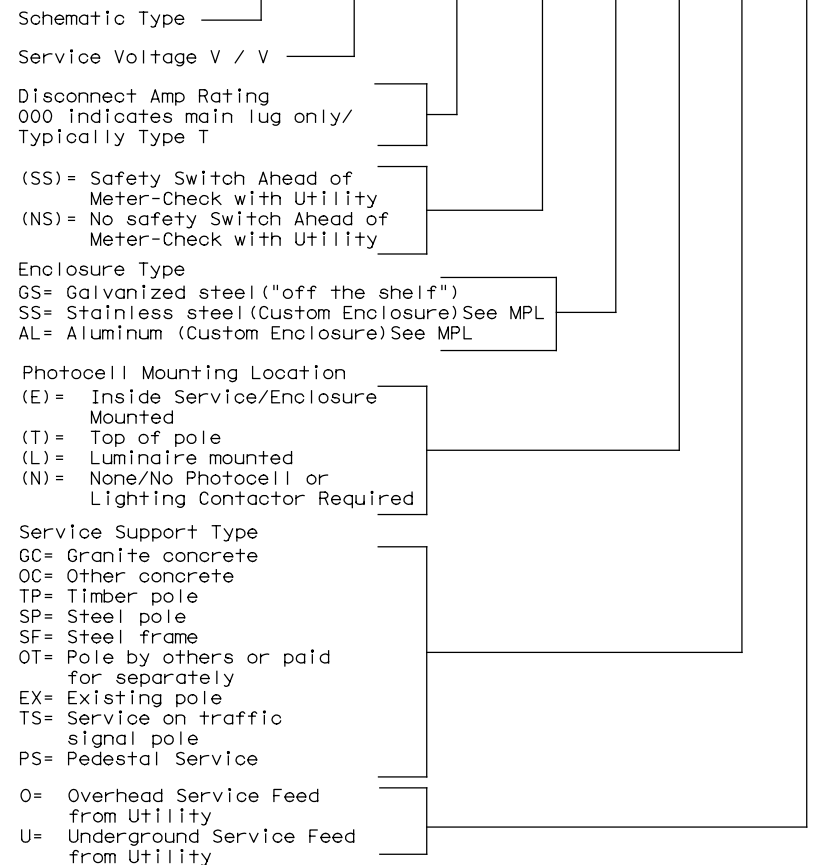 Schematic Type
Service Voltage V / V
Disconnect Amp Rating
000 indicates main lug only/
Typically Type T
(SS)= Safety Switch Ahead of
Meter-Check with Utility
(NS)= No safety Switch Ahead of
Meter-Check with Utility
Enclosure Type
GS= Galvanized steel("off the shelf")
SS= Stainless steel(Custom Enclosure)See MPL
AL= Aluminum (Custom Enclosure)See MPL
Photocell Mounting Location
(E)= Inside Service/Enclosure
Mounted
(T)= Top of pole
(L)= Luminaire mounted
(N)= None/No Photocell or
Lighting Contactor Required
Service Support Type
GC= Granite concrete
OC= Other concrete
TP= Timber pole
SP= Steel pole
SF= Steel frame
OT= Pole by others or paid
for separately
EX= Existing pole
TS= Service on traffic
signal pole
PS= Pedestal Service
O= Overhead Service Feed
from Utility
U= Underground Service Feed
from Utility